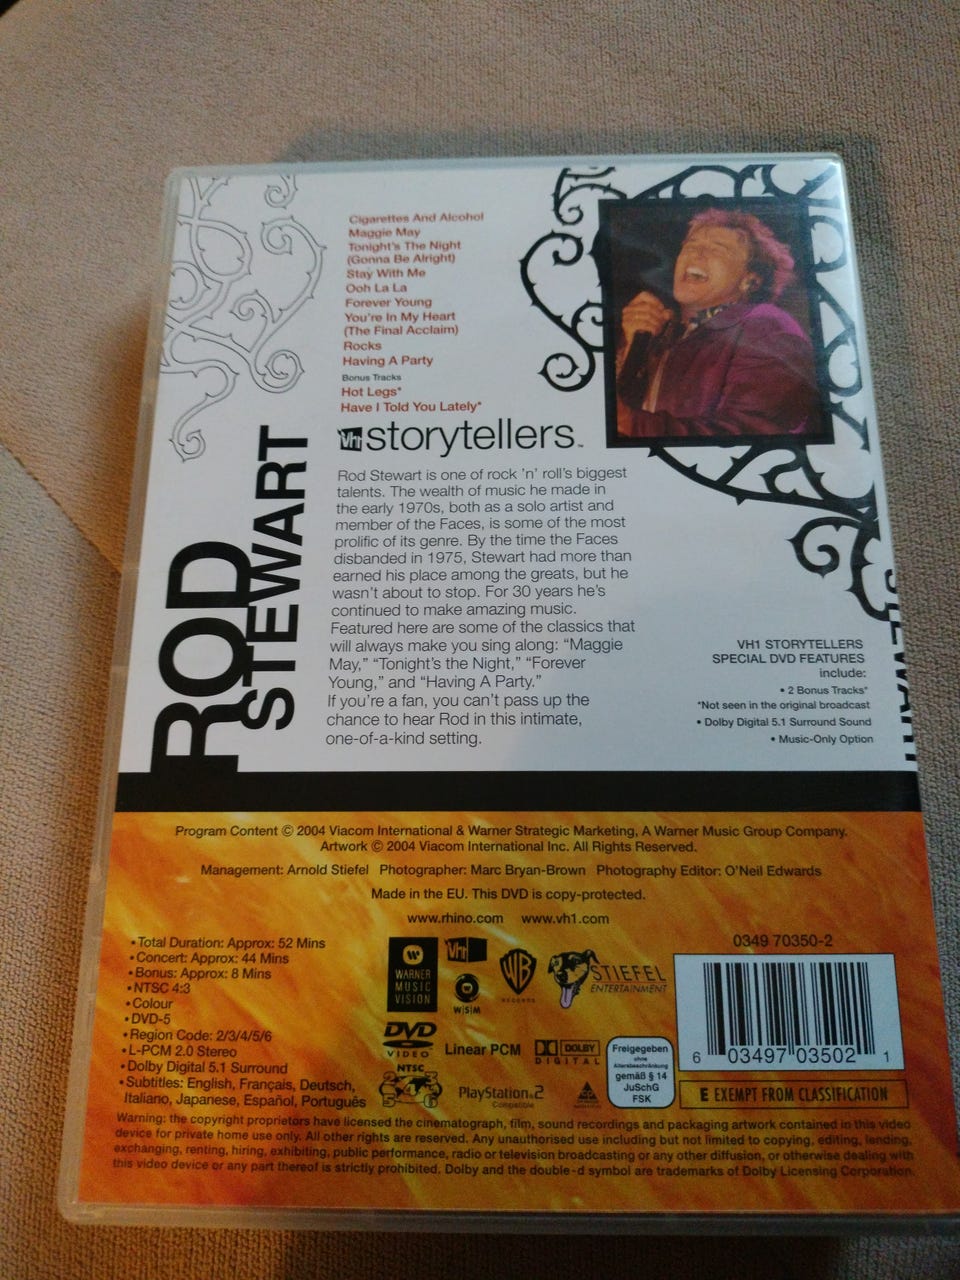 Cigarettes And Alcohol
Maggie May
Tonight's The Night
(Gonna Be Alright)
Stay With Me
Ooh La La
Forever Young
You're In My Heart
(The Final Acclaim)
Rocks
Having A Party
Bonus Tracks
Hot Legs*
Have I Told You Lately*
VH1 storytellers™
ROD
STEWART
Rod Stewart is one of rock 'n' roll's biggest
talents. The wealth of music he made in
the early 1970s, both as a solo artist and
member of the Faces, is some of the most
prolific of its genre. By the time the Faces
disbanded in 1975, Stewart had more than
earned his place among the greats, but he
wasn't about to stop. For 30 years he's
continued to make amazing music.
Featured here are some of the classics that
will always make you sing along: “Maggie
May,” “Tonight's the Night,” “Forever
Young,” and “Having A Party.”
If you're a fan, you can't pass up the
chance to hear Rod in this intimate,
one-of-a-kind setting.
VH1 STORYTELLERS
SPECIAL DVD FEATURES
include:
• 2 Bonus Tracks*
*Not seen in the original broadcast
• Dolby Digital 5.1 Surround Sound
• Music-Only Option
Program Content © 2004 Viacom International & Warner Strategic Marketing, A Warner Music Group Company.
Artwork © 2004 Viacom International Inc. All Rights Reserved.
Management: Arnold Stiefel Photographer: Marc Bryan-Brown Photography Editor: O'Neil Edwards
Made in the EU. This DVD is copy-protected.
www.rhino.com www.vh1.com
• Total Duration: Approx: 52 Mins
• Concert: Approx: 44 Mins
• Bonus: Approx: 8 Mins
• NTSC 4:3
• Colour
• DVD-5
• Region Code: 2/3/4/5/6
• L-PCM 2.0 Stereo
• Dolby Digital 5.1 Surround
• Subtitles: English, Français, Deutsch,
Italiano, Japanese, Español, Português
WARNER
MUSIC
VISION
VH1
W|S|M
WB
RECORDS
STIEFEL
ENTERTAINMENT
DVD
VIDEO
Linear PCM
DOLBY
DIGITAL
NTSC
2 3 4 5 6
PlayStation 2
Compatible
Freigegeben
ohne
Altersbeschränkung
gemäß § 14
JuSchG
FSK
0349 70350-2
6 03497 03502 1
E EXEMPT FROM CLASSIFICATION
Warning: the copyright proprietors have licensed the cinematograph, film, sound recordings and packaging artwork contained in this video
device for private home use only. All other rights are reserved. Any unauthorised use including but not limited to copying, editing, lending,
exchanging, renting, hiring, exhibiting, public performance, radio or television broadcasting or any other diffusion, or otherwise dealing with
this video device or any part thereof is strictly prohibited. Dolby and the double-d symbol are trademarks of Dolby Licensing Corporation.